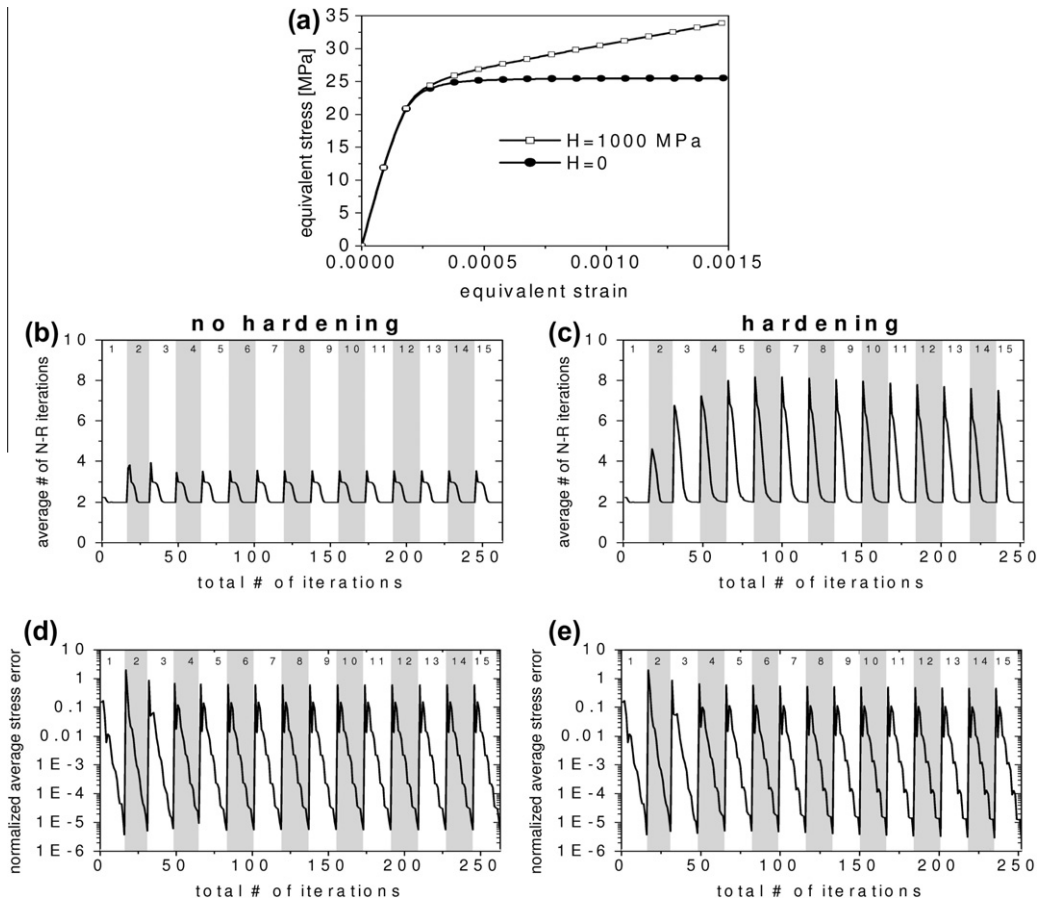 (a)
equivalent stress [MPa]
35
30
25
20
15
10
5
0
H=1000 MPa
H=0
0.0000 0.0005 0.0010 0.0015
equivalent strain
(b) no hardening
average # of N-R iterations
10
8
6
4
2
0
1 2 3 4 5 6 7 8 9 10 11 12 13 14 15
0 50 100 150 200 250
total # of iterations
(c) hardening
average # of N-R iterations
10
8
6
4
2
0
1 2 3 4 5 6 7 8 9 10 11 12 13 14 15
0 50 100 150 200 250
total # of iterations
(d)
normalized average stress error
10
1
0.1
0.01
1E-3
1E-4
1E-5
1E-6
1 2 3 4 5 6 7 8 9 10 11 12 13 14 15
0 50 100 150 200 250
total # of iterations
(e)
normalized average stress error
10
1
0.1
0.01
1E-3
1E-4
1E-5
1E-6
1 2 3 4 5 6 7 8 9 10 11 12 13 14 15
0 50 100 150 200 250
total # of iterations